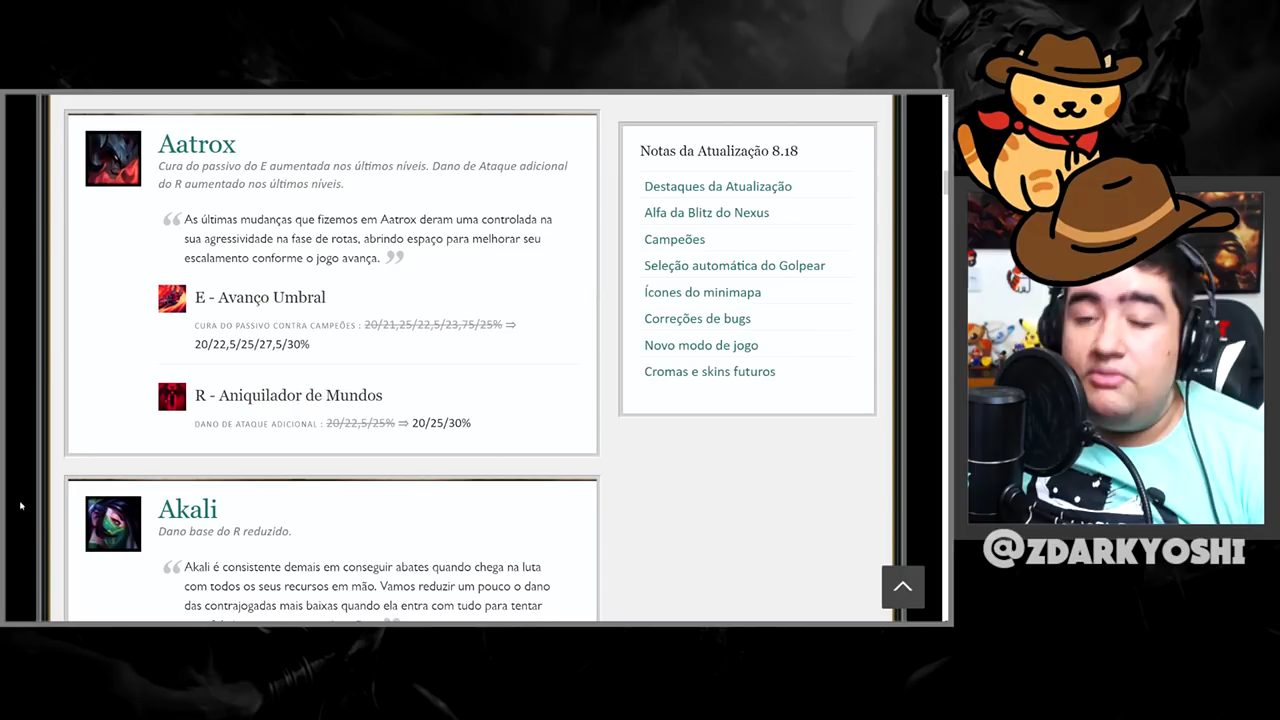 Aatrox
Cura do passivo do E aumentada nos últimos níveis. Dano de Ataque adicional
do R aumentado nos últimos níveis.
As últimas mudanças que fizemos em Aatrox deram uma controlada na
sua agressividade na fase de rotas, abrindo espaço para melhorar seu
escalamento conforme o jogo avança.
E - Avanço Umbral
CURA DO PASSIVO CONTRA CAMPEÕES : 20/21,25/22,5/23,75/25% ⇒
20/22,5/25/27,5/30%
R - Aniquilador de Mundos
DANO DE ATAQUE ADICIONAL : 20/22,5/25% ⇒ 20/25/30%
Akali
Dano base do R reduzido.
Akali é consistente demais em conseguir abates quando chega na luta
com todos os seus recursos em mão. Vamos reduzir um pouco o dano
das contrajogadas mais baixas quando ela entra com tudo para tentar
Notas da Atualização 8.18
Destaques da Atualização
Alfa da Blitz do Nexus
Campeões
Seleção automática do Golpear
Ícones do minimapa
Correções de bugs
Novo modo de jogo
Cromas e skins futuros
@ZDARKYOSHI